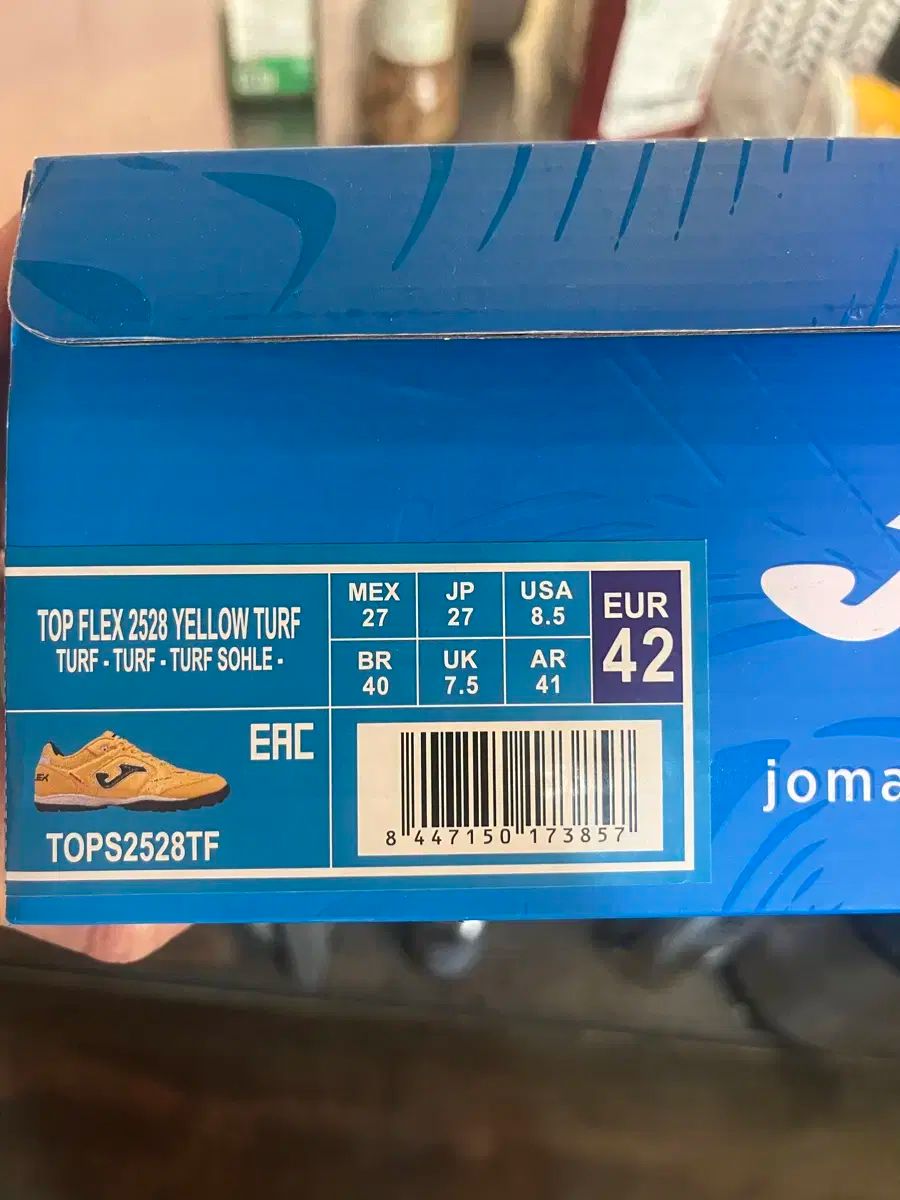 TOP FLEX 2528 YELLOW TURF
TURF - TURF - TURF SOHLE -
MEX
27
JP
27
USA
8.5
BR
40
UK
7.5
AR
41
EUR
42
EAC
TOPS2528TF
8 447150 173857
joma